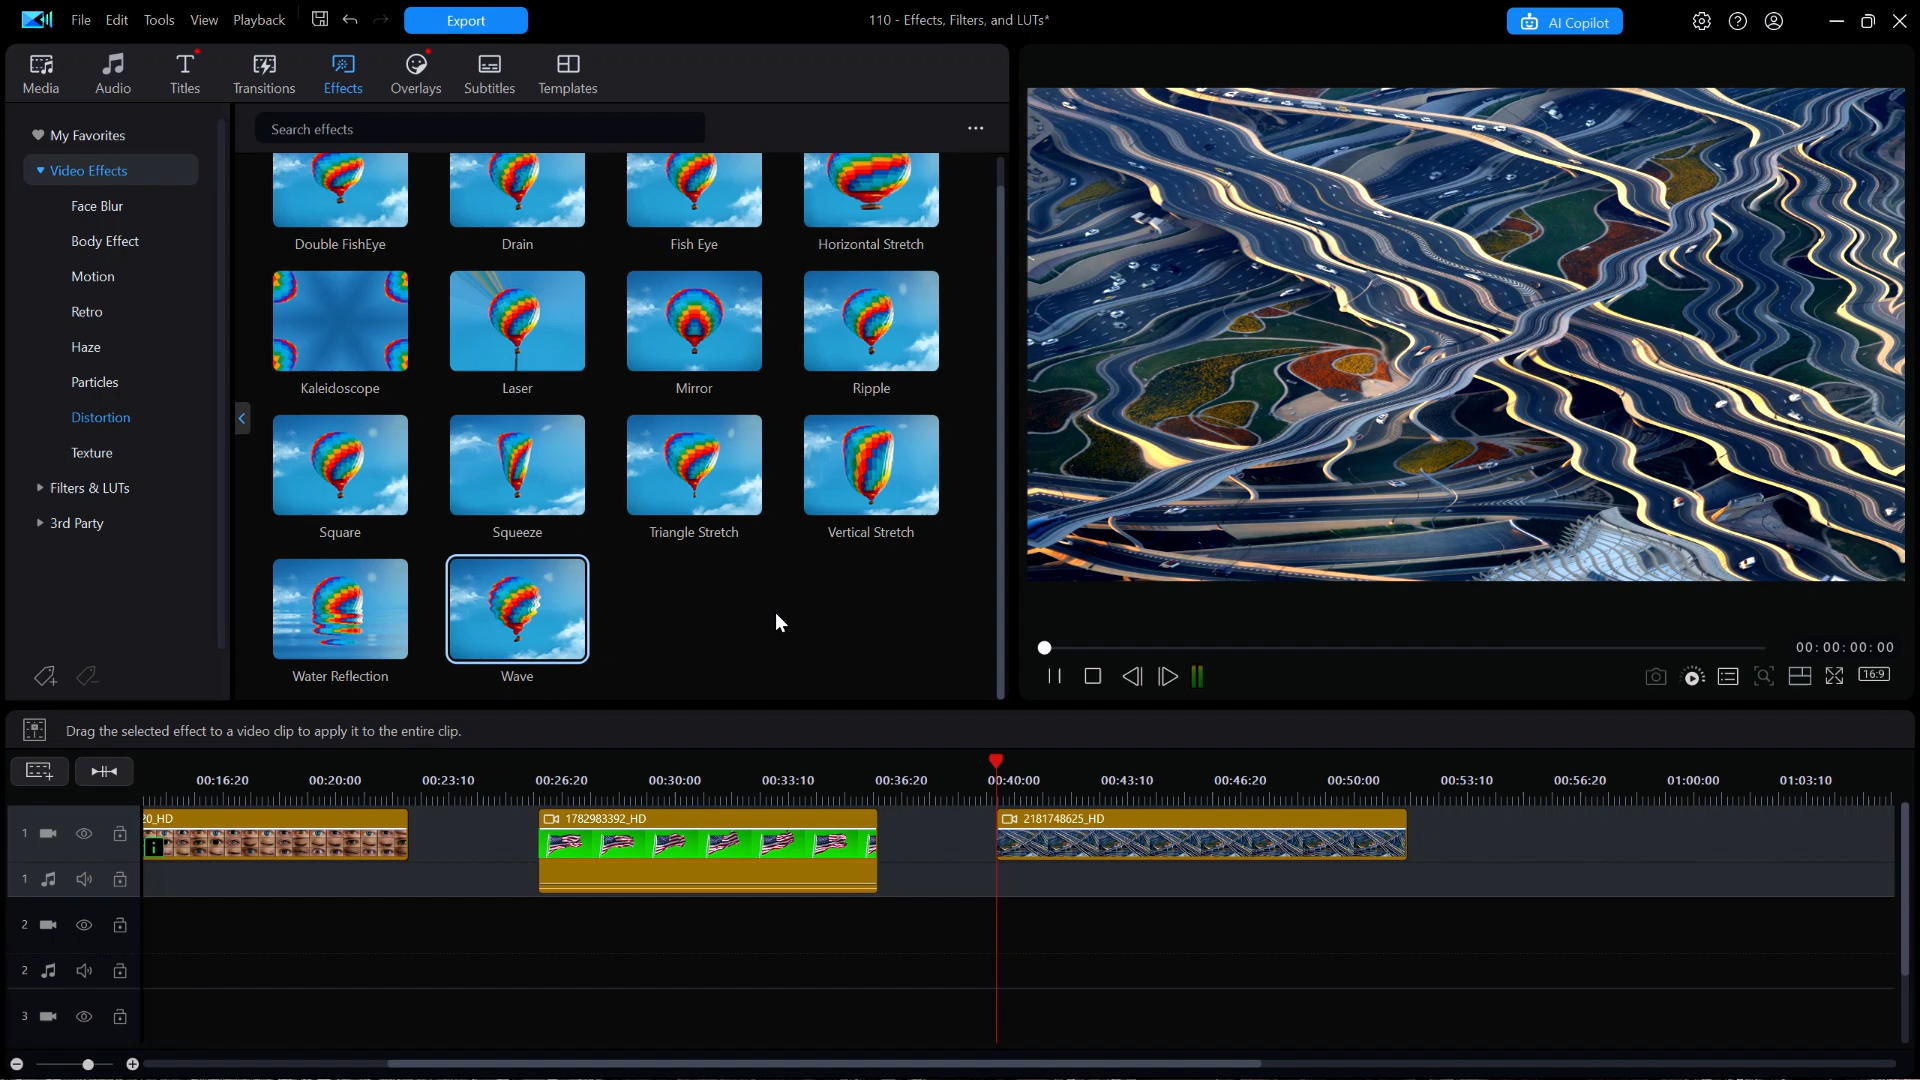 File Edit Tools View Playback Export 110 - Effects, Filters, and LUTs* AI Copilot
Media Audio Titles Transitions Effects Overlays Subtitles Templates
My Favorites
Video Effects
Face Blur
Body Effect
Motion
Retro
Haze
Particles
Distortion
Texture
Filters & LUTs
3rd Party
Search effects
Double FishEye Drain Fish Eye Horizontal Stretch
Kaleidoscope Laser Mirror Ripple
Square Squeeze Triangle Stretch Vertical Stretch
Water Reflection Wave
00:00:00:00
16:9
Drag the selected effect to a video clip to apply it to the entire clip.
00:16:20 00:20:00 00:23:10 00:26:20 00:30:00 00:33:10 00:36:20 00:40:00 00:43:10 00:46:20 00:50:00 00:53:10 00:56:20 01:00:00 01:03:10
20_HD 1782983392_HD 2181748625_HD
1
i
1
2
2
3